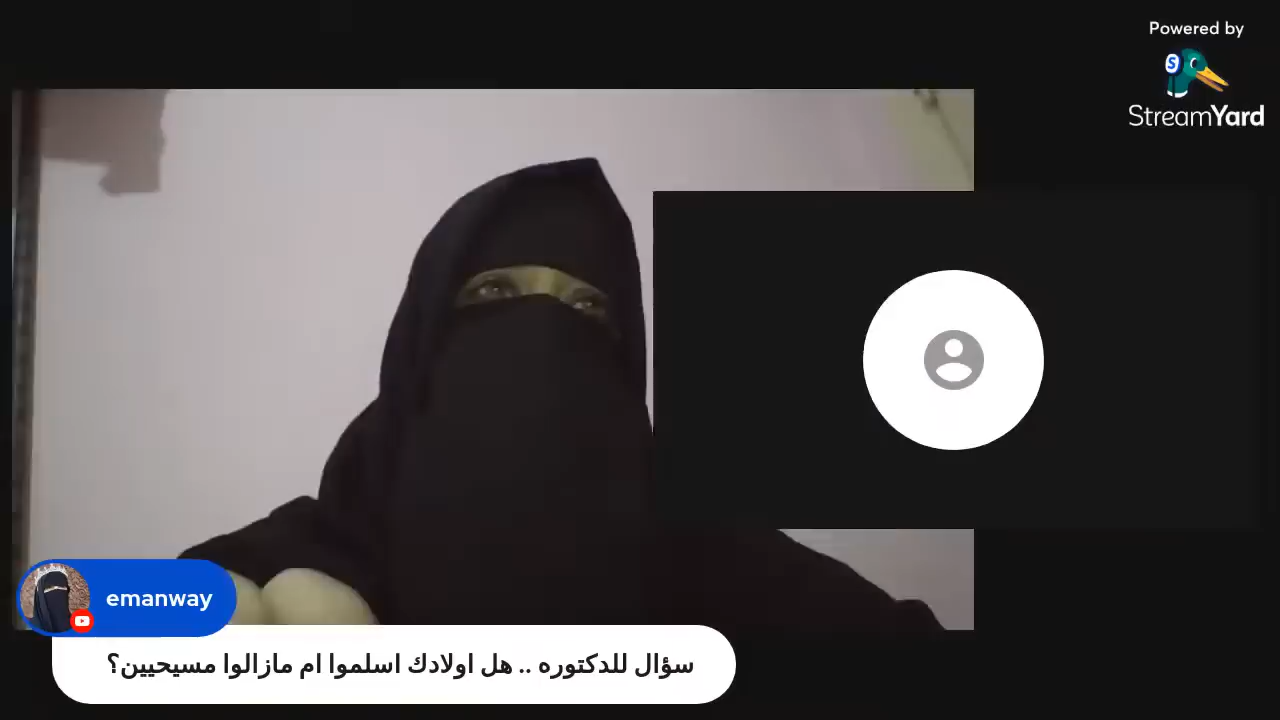 Powered by
StreamYard
emanway
سؤال للدكتوره .. هل اولادك اسلموا ام مازالوا مسيحيين؟